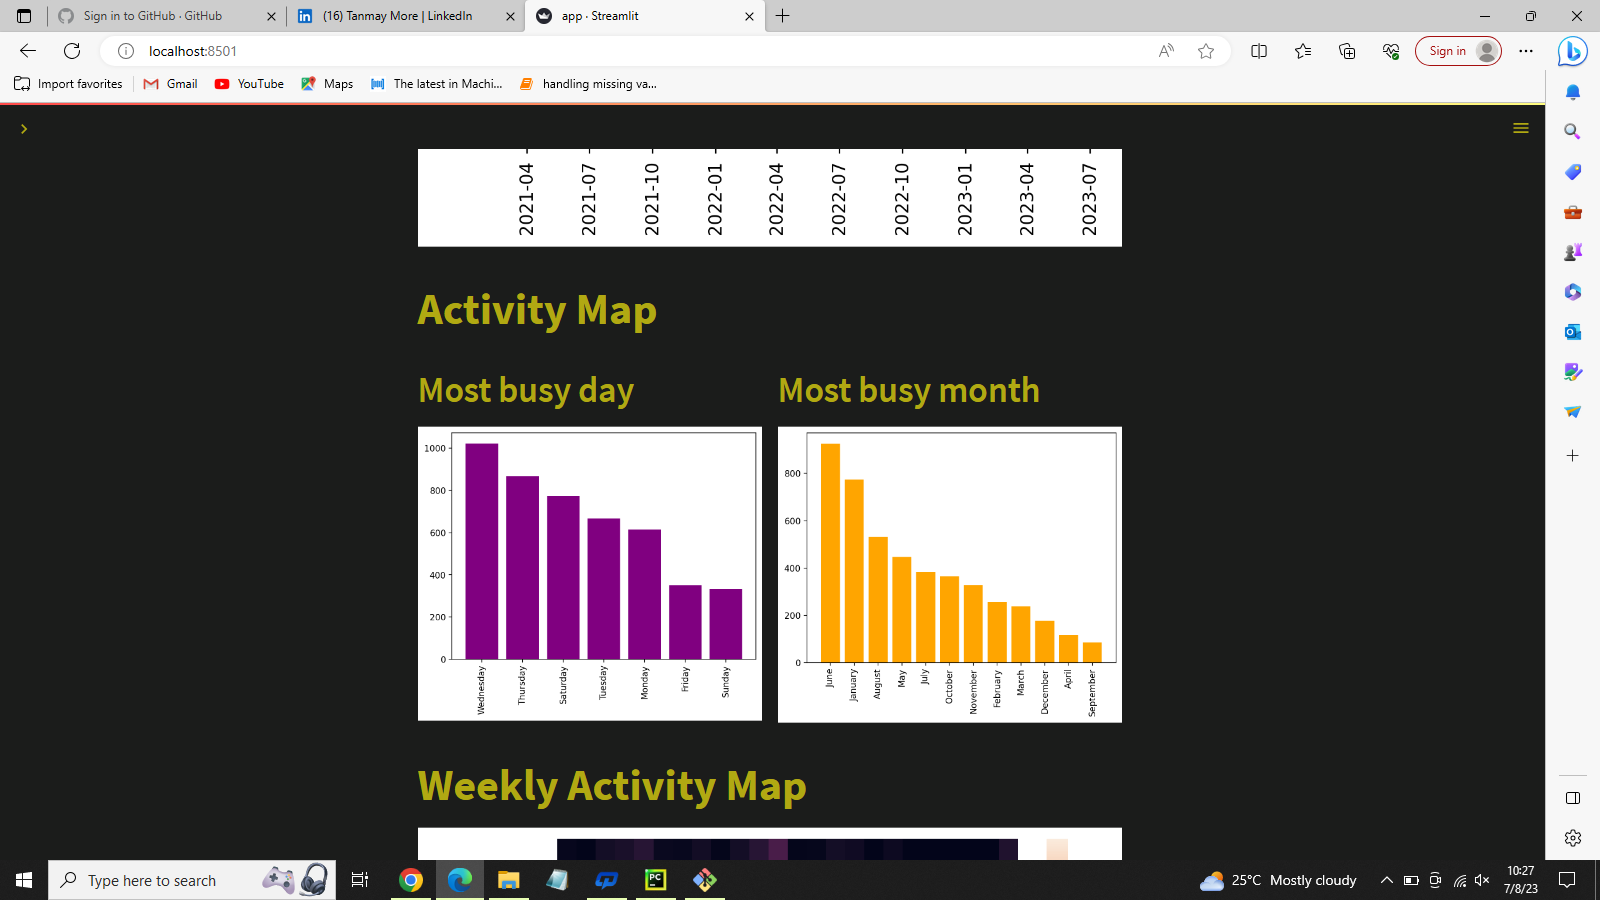 Sign in to GitHub · GitHub
(16) Tanmay More | LinkedIn
app · Streamlit
localhost:8501
Sign in
Import favorites
Gmail
YouTube
Maps
The latest in Machi...
handling missing va...
2021-04
2021-07
2021-10
2022-01
2022-04
2022-07
2022-10
2023-01
2023-04
2023-07
Activity Map
Most busy day
Most busy month
1000
800
600
400
200
0
Wednesday
Thursday
Saturday
Tuesday
Monday
Friday
Sunday
800
600
400
200
0
June
January
August
May
July
October
November
February
March
December
April
September
Weekly Activity Map
Type here to search
25°C Mostly cloudy
10:27
7/8/23